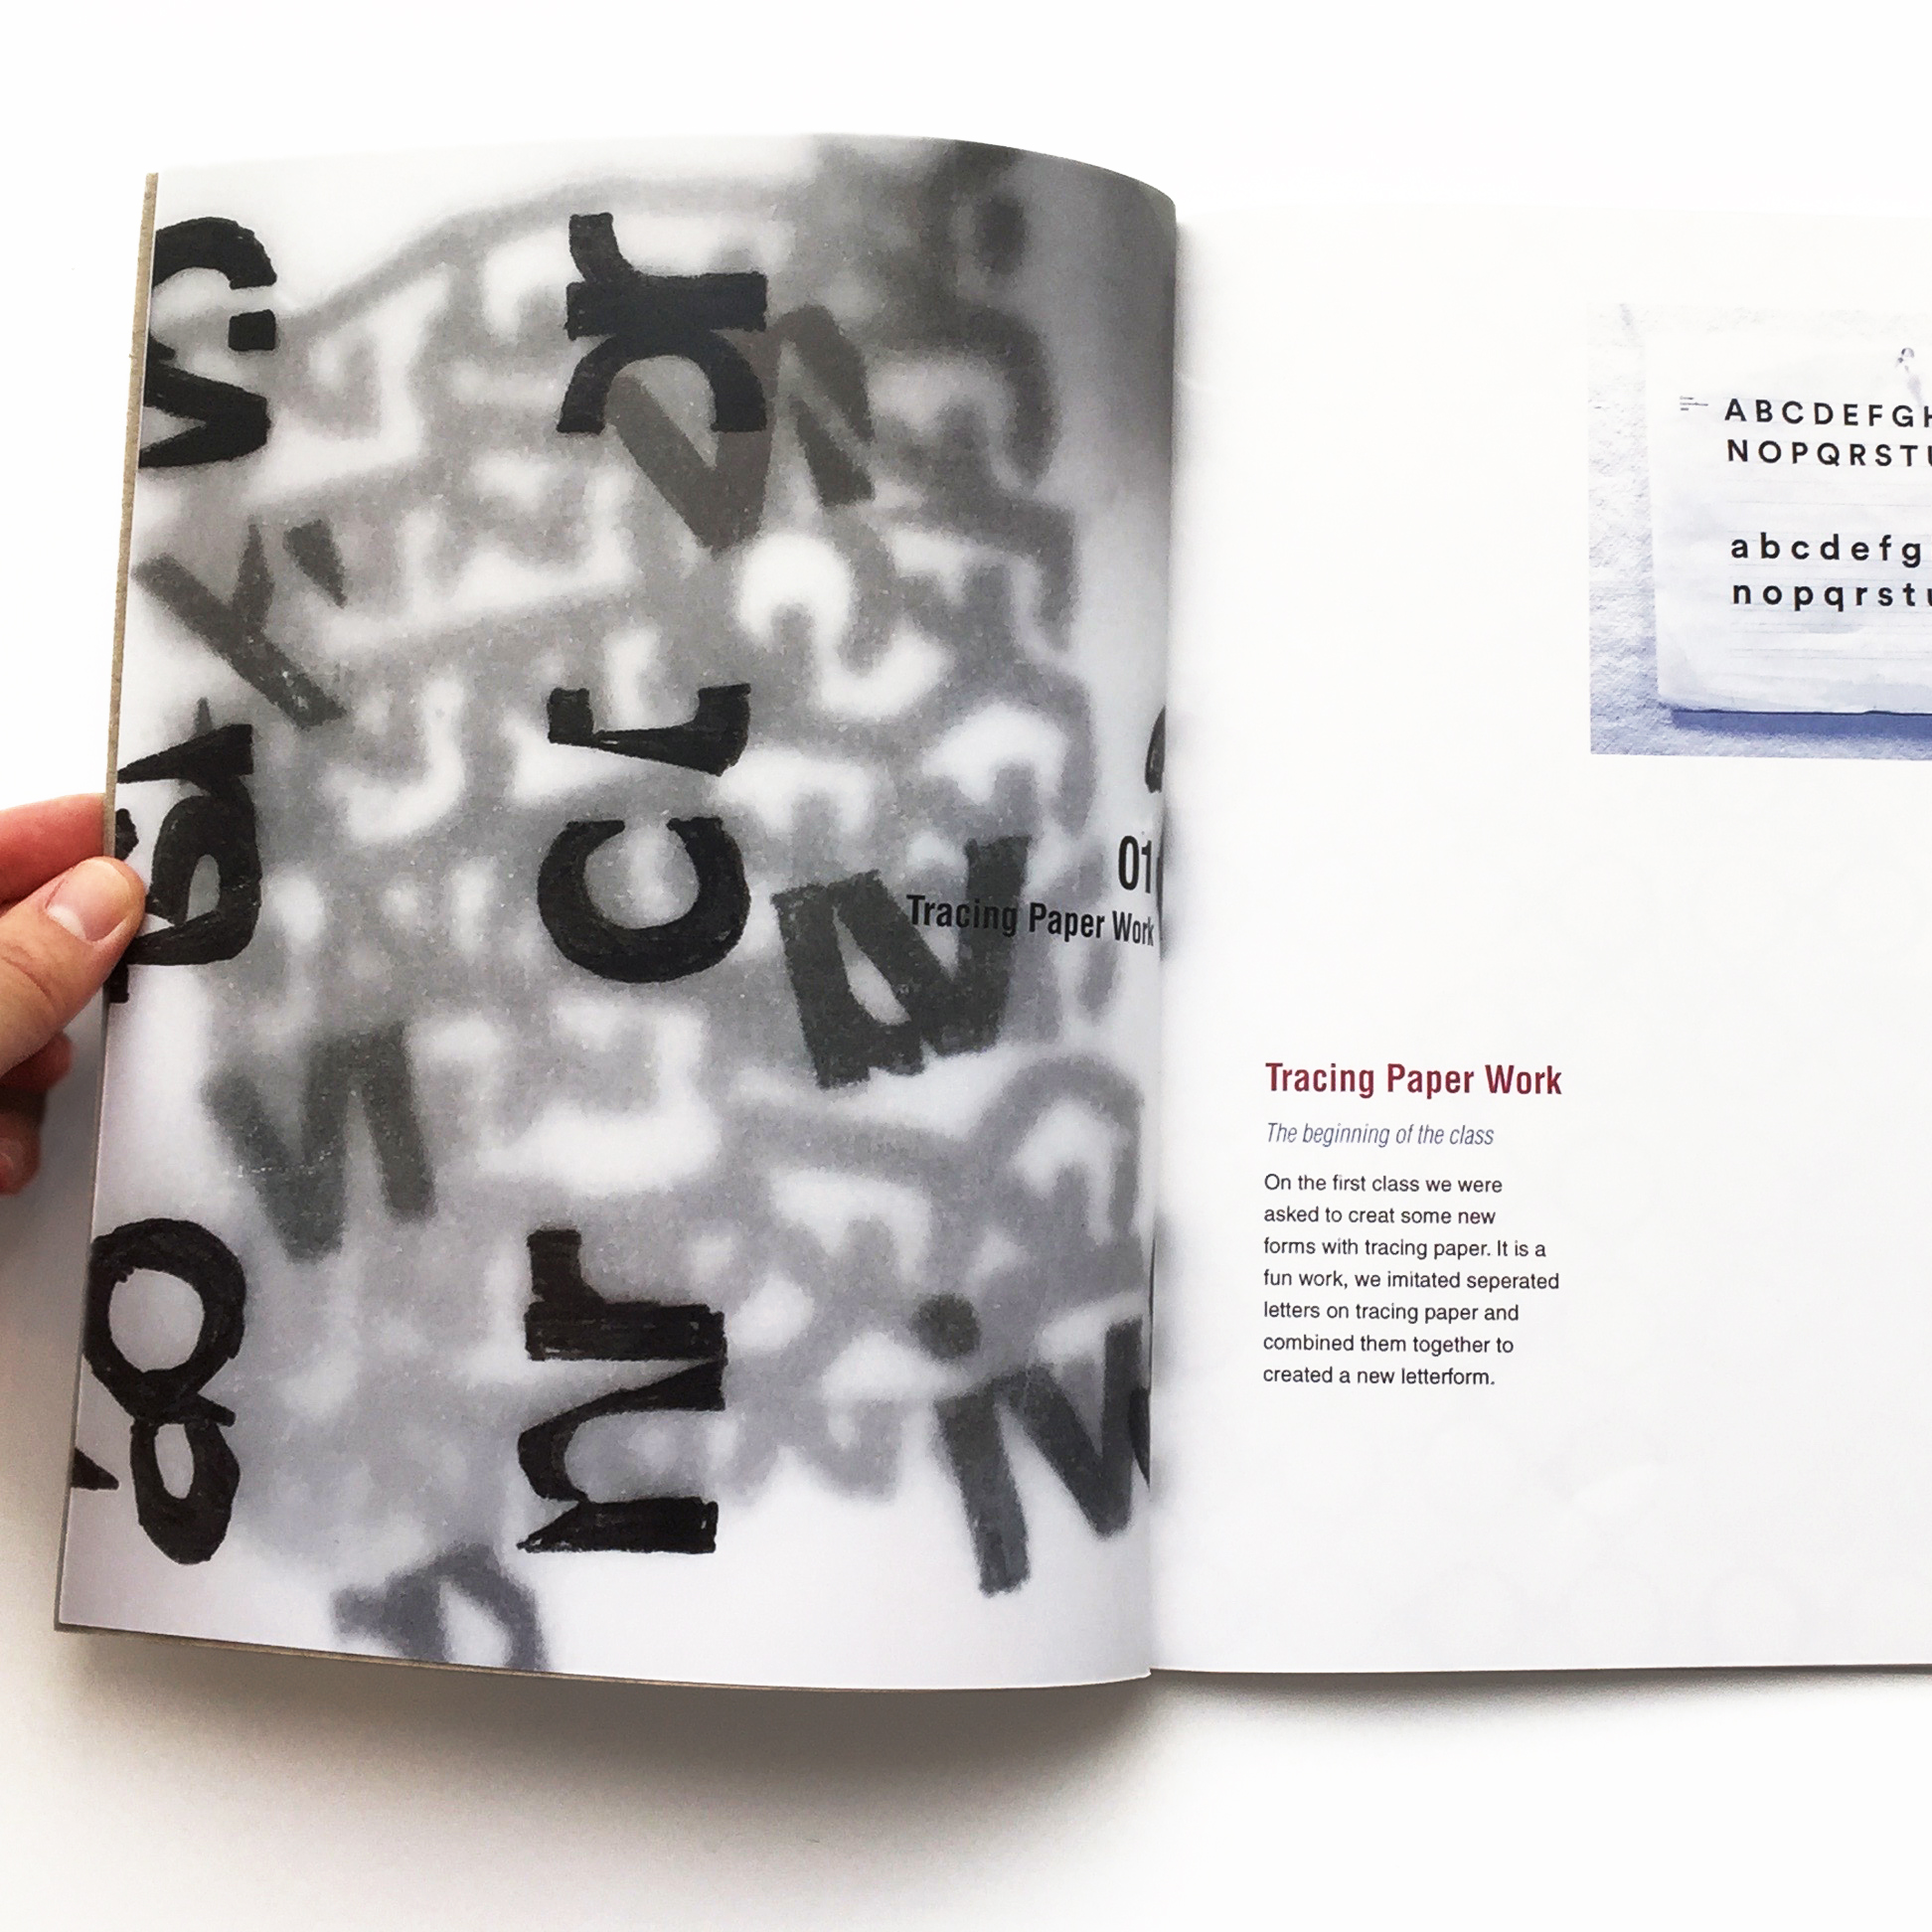 01
Tracing Paper Work
ABCDEFGH
NOPQRSTU
abcdefg
nopqrstu
Tracing Paper Work
The beginning of the class
On the first class we were
asked to creat some new
forms with tracing paper. It is a
fun work, we imitated seperated
letters on tracing paper and
combined them together to
created a new letterform.